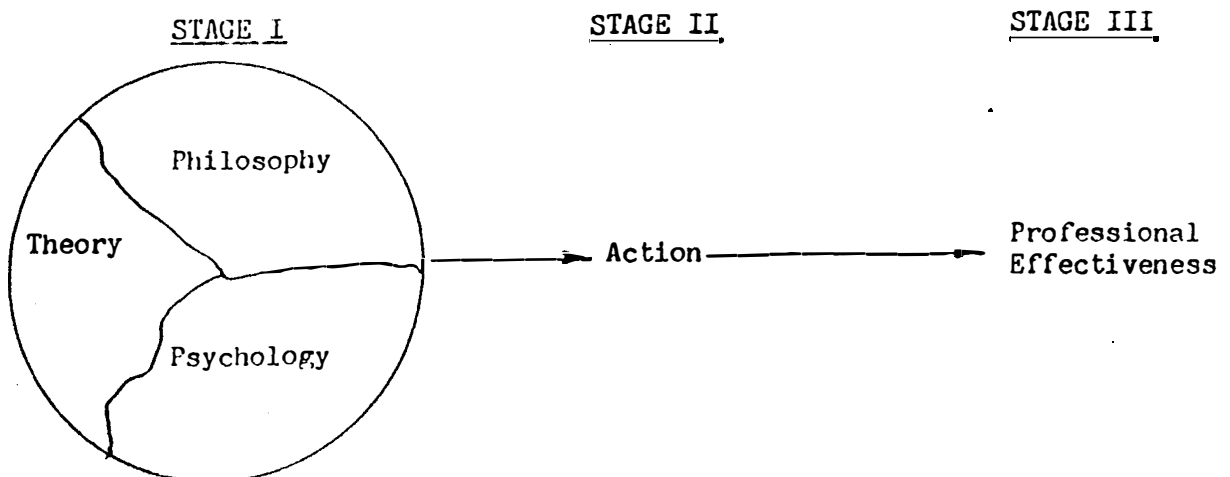 STAGE I
STAGE II
STAGE III
Philosophy
Theory
Psychology
Action
Professional
Effectiveness